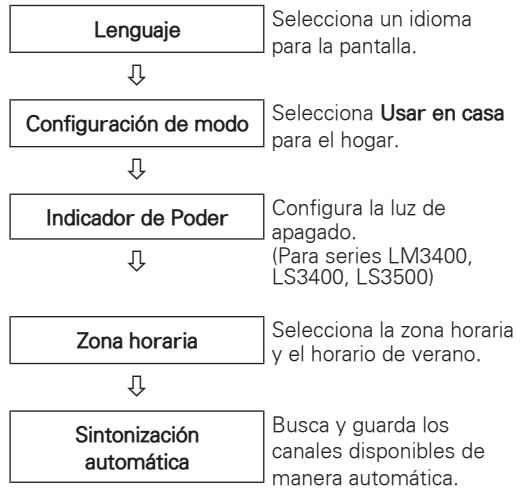 Lenguaje
Selecciona un idioma
para la pantalla.
Configuración de modo
Selecciona Usar en casa
para el hogar.
Indicador de Poder
Configura la luz de
apagado.
(Para series LM3400,
LS3400, LS3500)
Zona horaria
Selecciona la zona horaria
y el horario de verano.
Sintonización
automática
Busca y guarda los
canales disponibles de
manera automática.